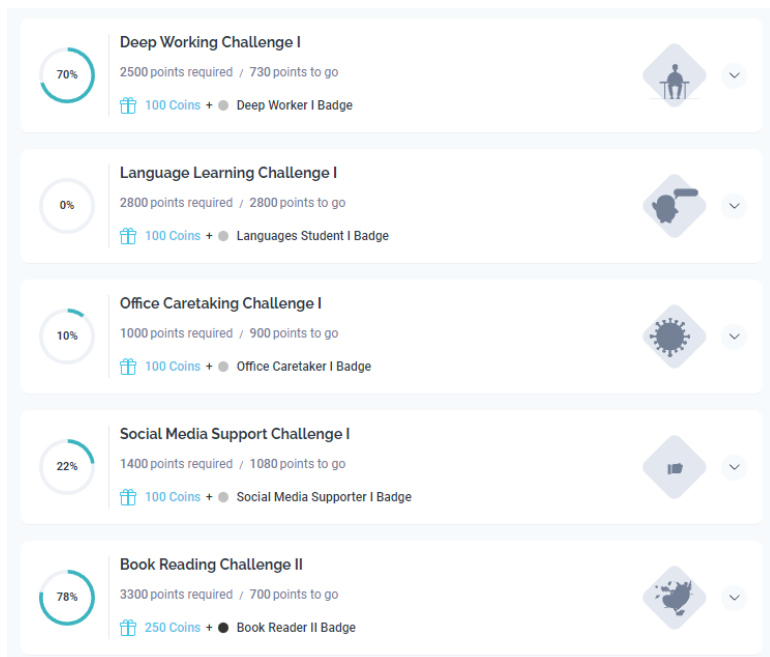 Deep Working Challenge I
70%
2500 points required / 730 points to go
100 Coins + Deep Worker I Badge
Language Learning Challenge I
0%
2800 points required / 2800 points to go
100 Coins + Languages Student I Badge
Office Caretaking Challenge I
10%
1000 points required / 900 points to go
100 Coins + Office Caretaker I Badge
Social Media Support Challenge I
22%
1400 points required / 1080 points to go
100 Coins + Social Media Supporter I Badge
Book Reading Challenge II
78%
3300 points required / 700 points to go
250 Coins + Book Reader II Badge